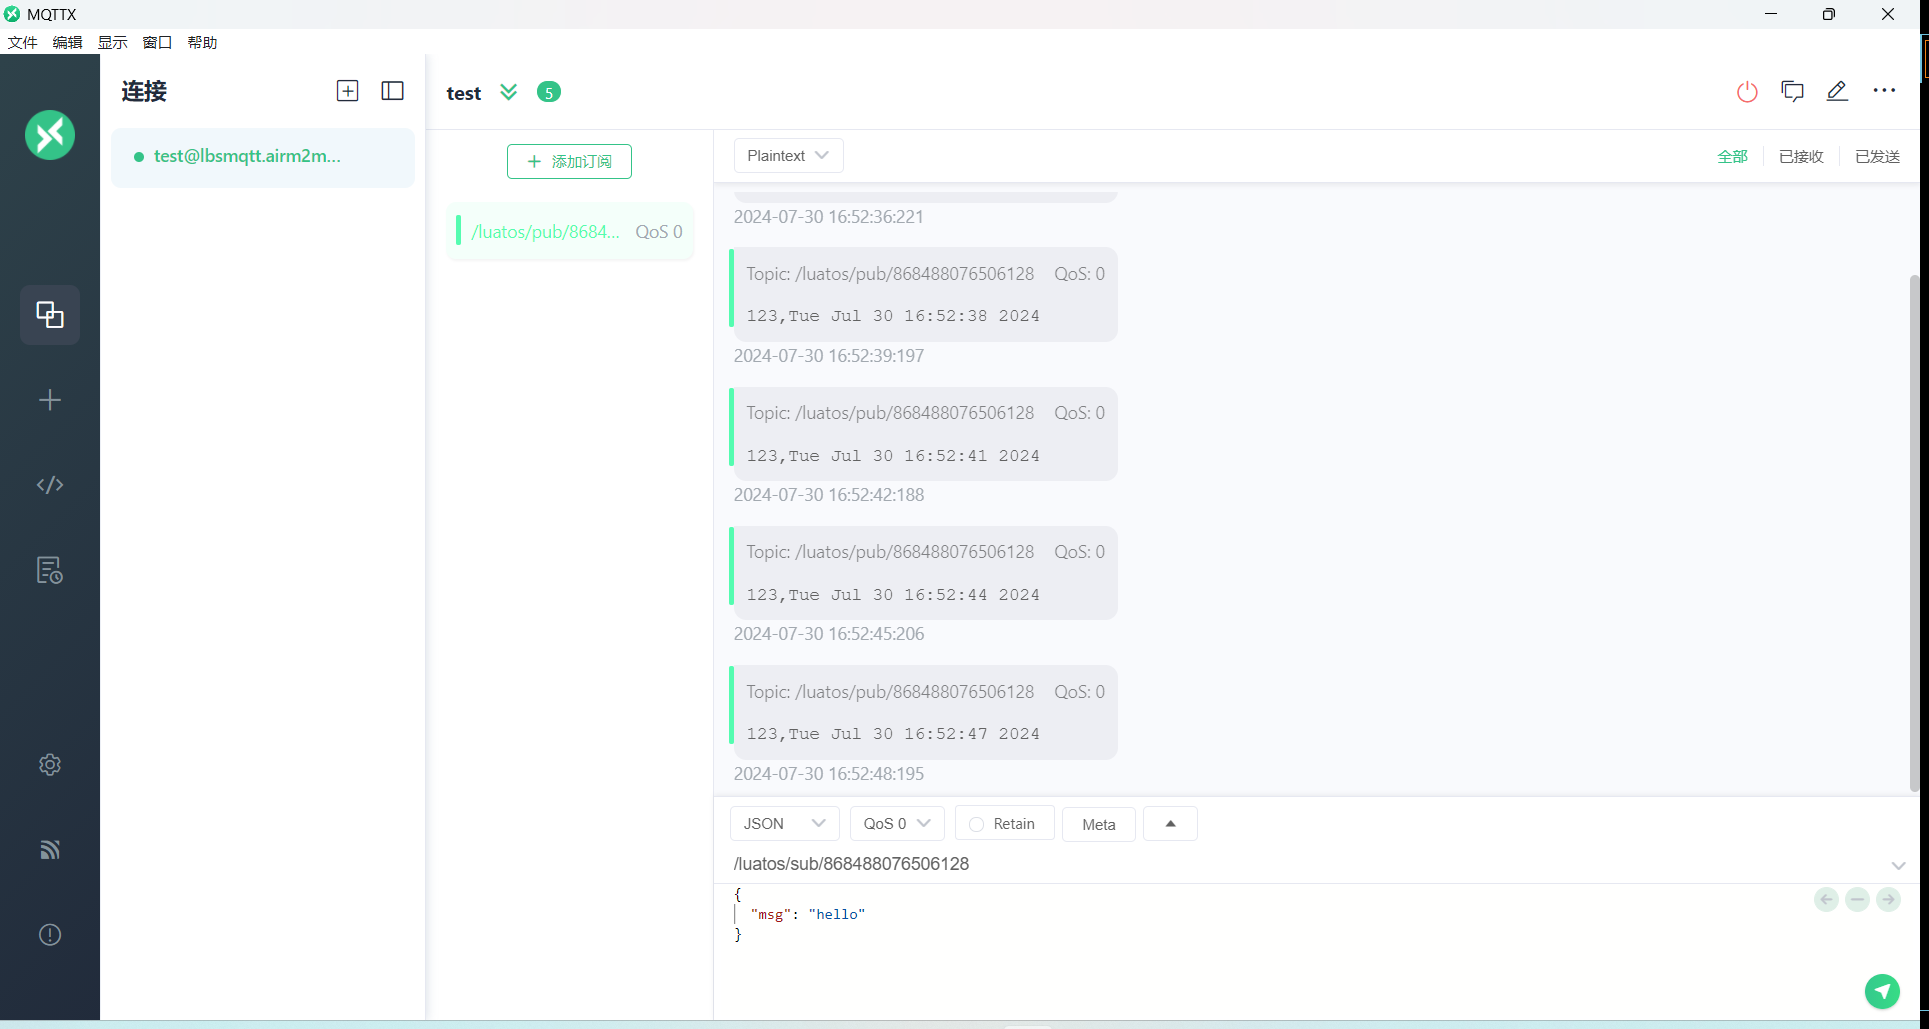 MQTTX
文件 编辑 显示 窗口 帮助
连接
test@lbsmqtt.airm2m...
test 5
添加订阅
/luatos/pub/8684... QoS 0
Plaintext
全部 已接收 已发送
2024-07-30 16:52:36:221
Topic: /luatos/pub/868488076506128 QoS: 0
123,Tue Jul 30 16:52:38 2024
2024-07-30 16:52:39:197
Topic: /luatos/pub/868488076506128 QoS: 0
123,Tue Jul 30 16:52:41 2024
2024-07-30 16:52:42:188
Topic: /luatos/pub/868488076506128 QoS: 0
123,Tue Jul 30 16:52:44 2024
2024-07-30 16:52:45:206
Topic: /luatos/pub/868488076506128 QoS: 0
123,Tue Jul 30 16:52:47 2024
2024-07-30 16:52:48:195
JSON QoS 0 Retain Meta
/luatos/sub/868488076506128
{
"msg": "hello"
}